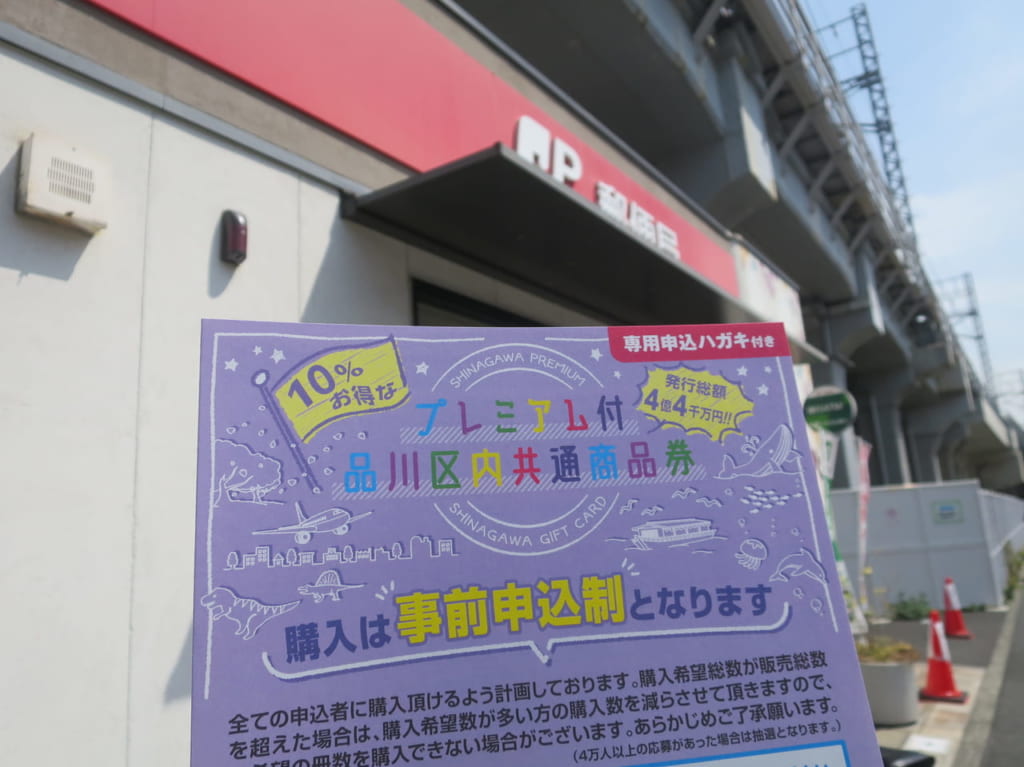 JP 郵便局
専用申込ハガキ付き
SHINAGAWA PREMIUM
10%
お得な
発行総額
4億4千万円!!
プレミアム付
品川区内共通商品券
SHINAGAWA GIFT CARD
購入は事前申込制となります
全ての申込者に購入頂けるよう計画しております。購入希望総数が販売総数
を超えた場合は、購入希望数が多い方の購入数を減らさせて頂きますので、
希望の冊数を購入できない場合がございます。あらかじめご了承願います。
(4万人以上の応募があった場合は抽選となります。)